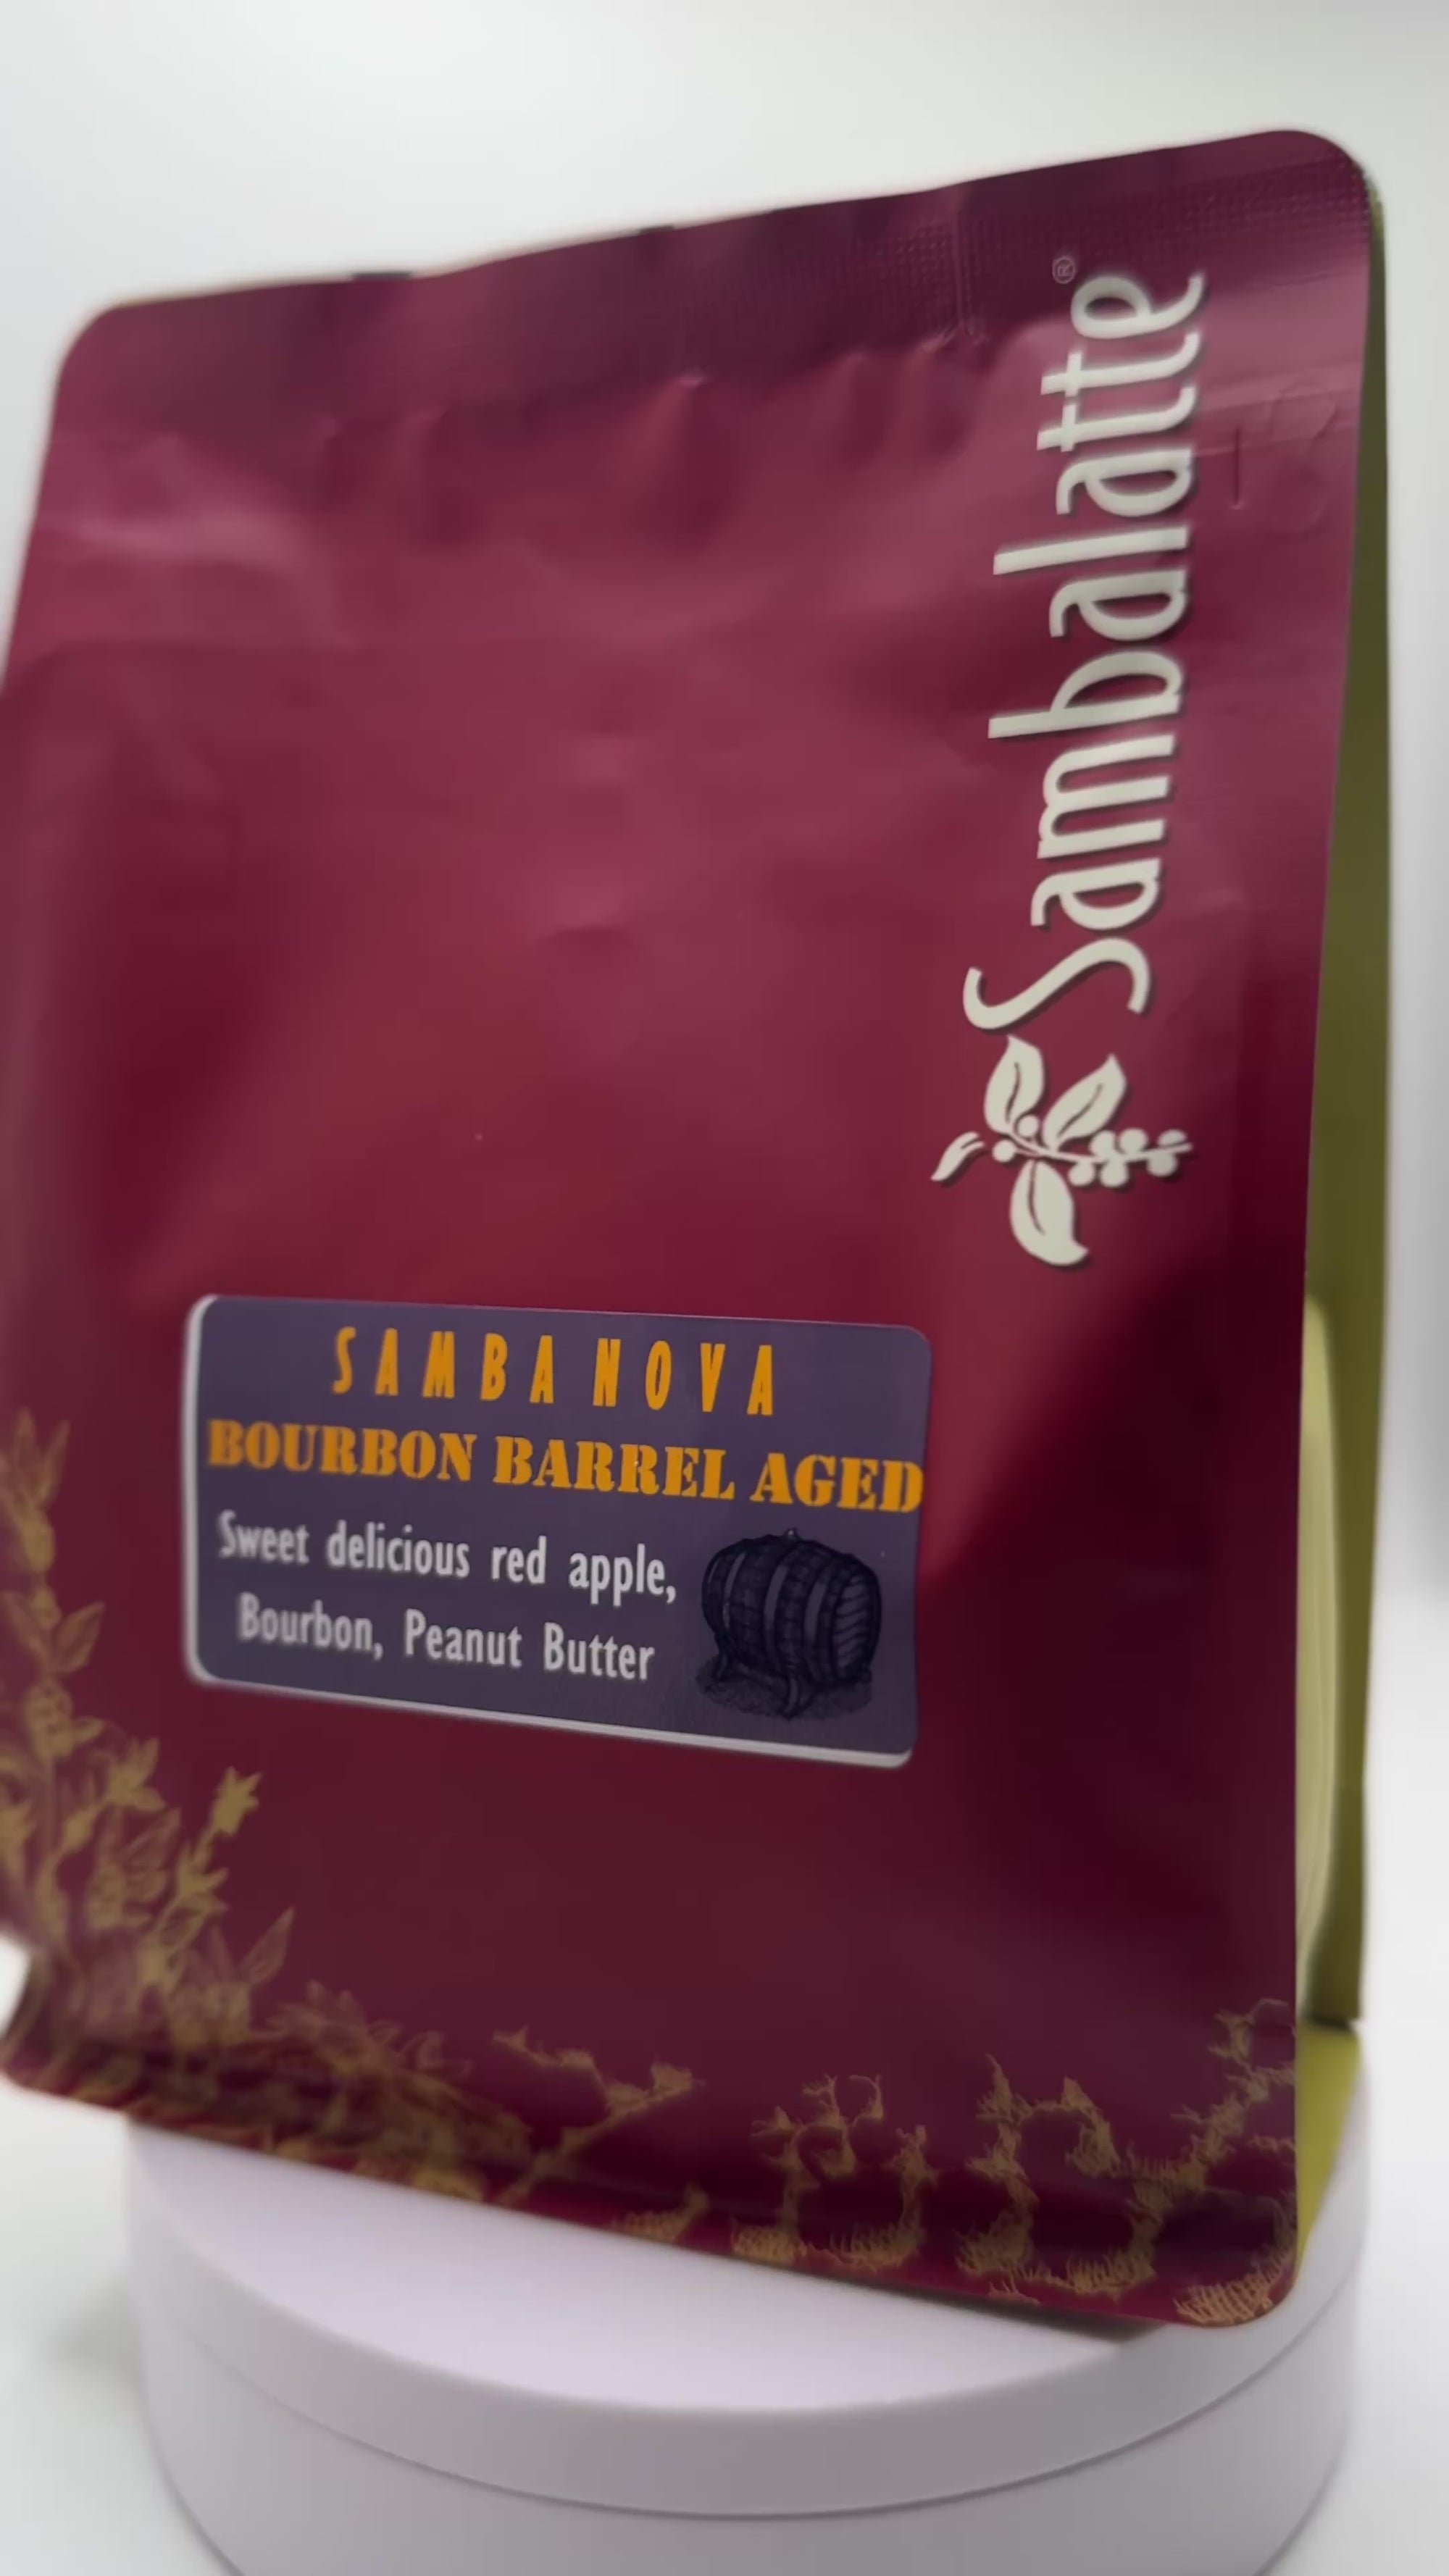 Sambalatte®
SAMBA NOVA
BOURBON BARREL AGED
Sweet delicious red apple,
Bourbon, Peanut Butter